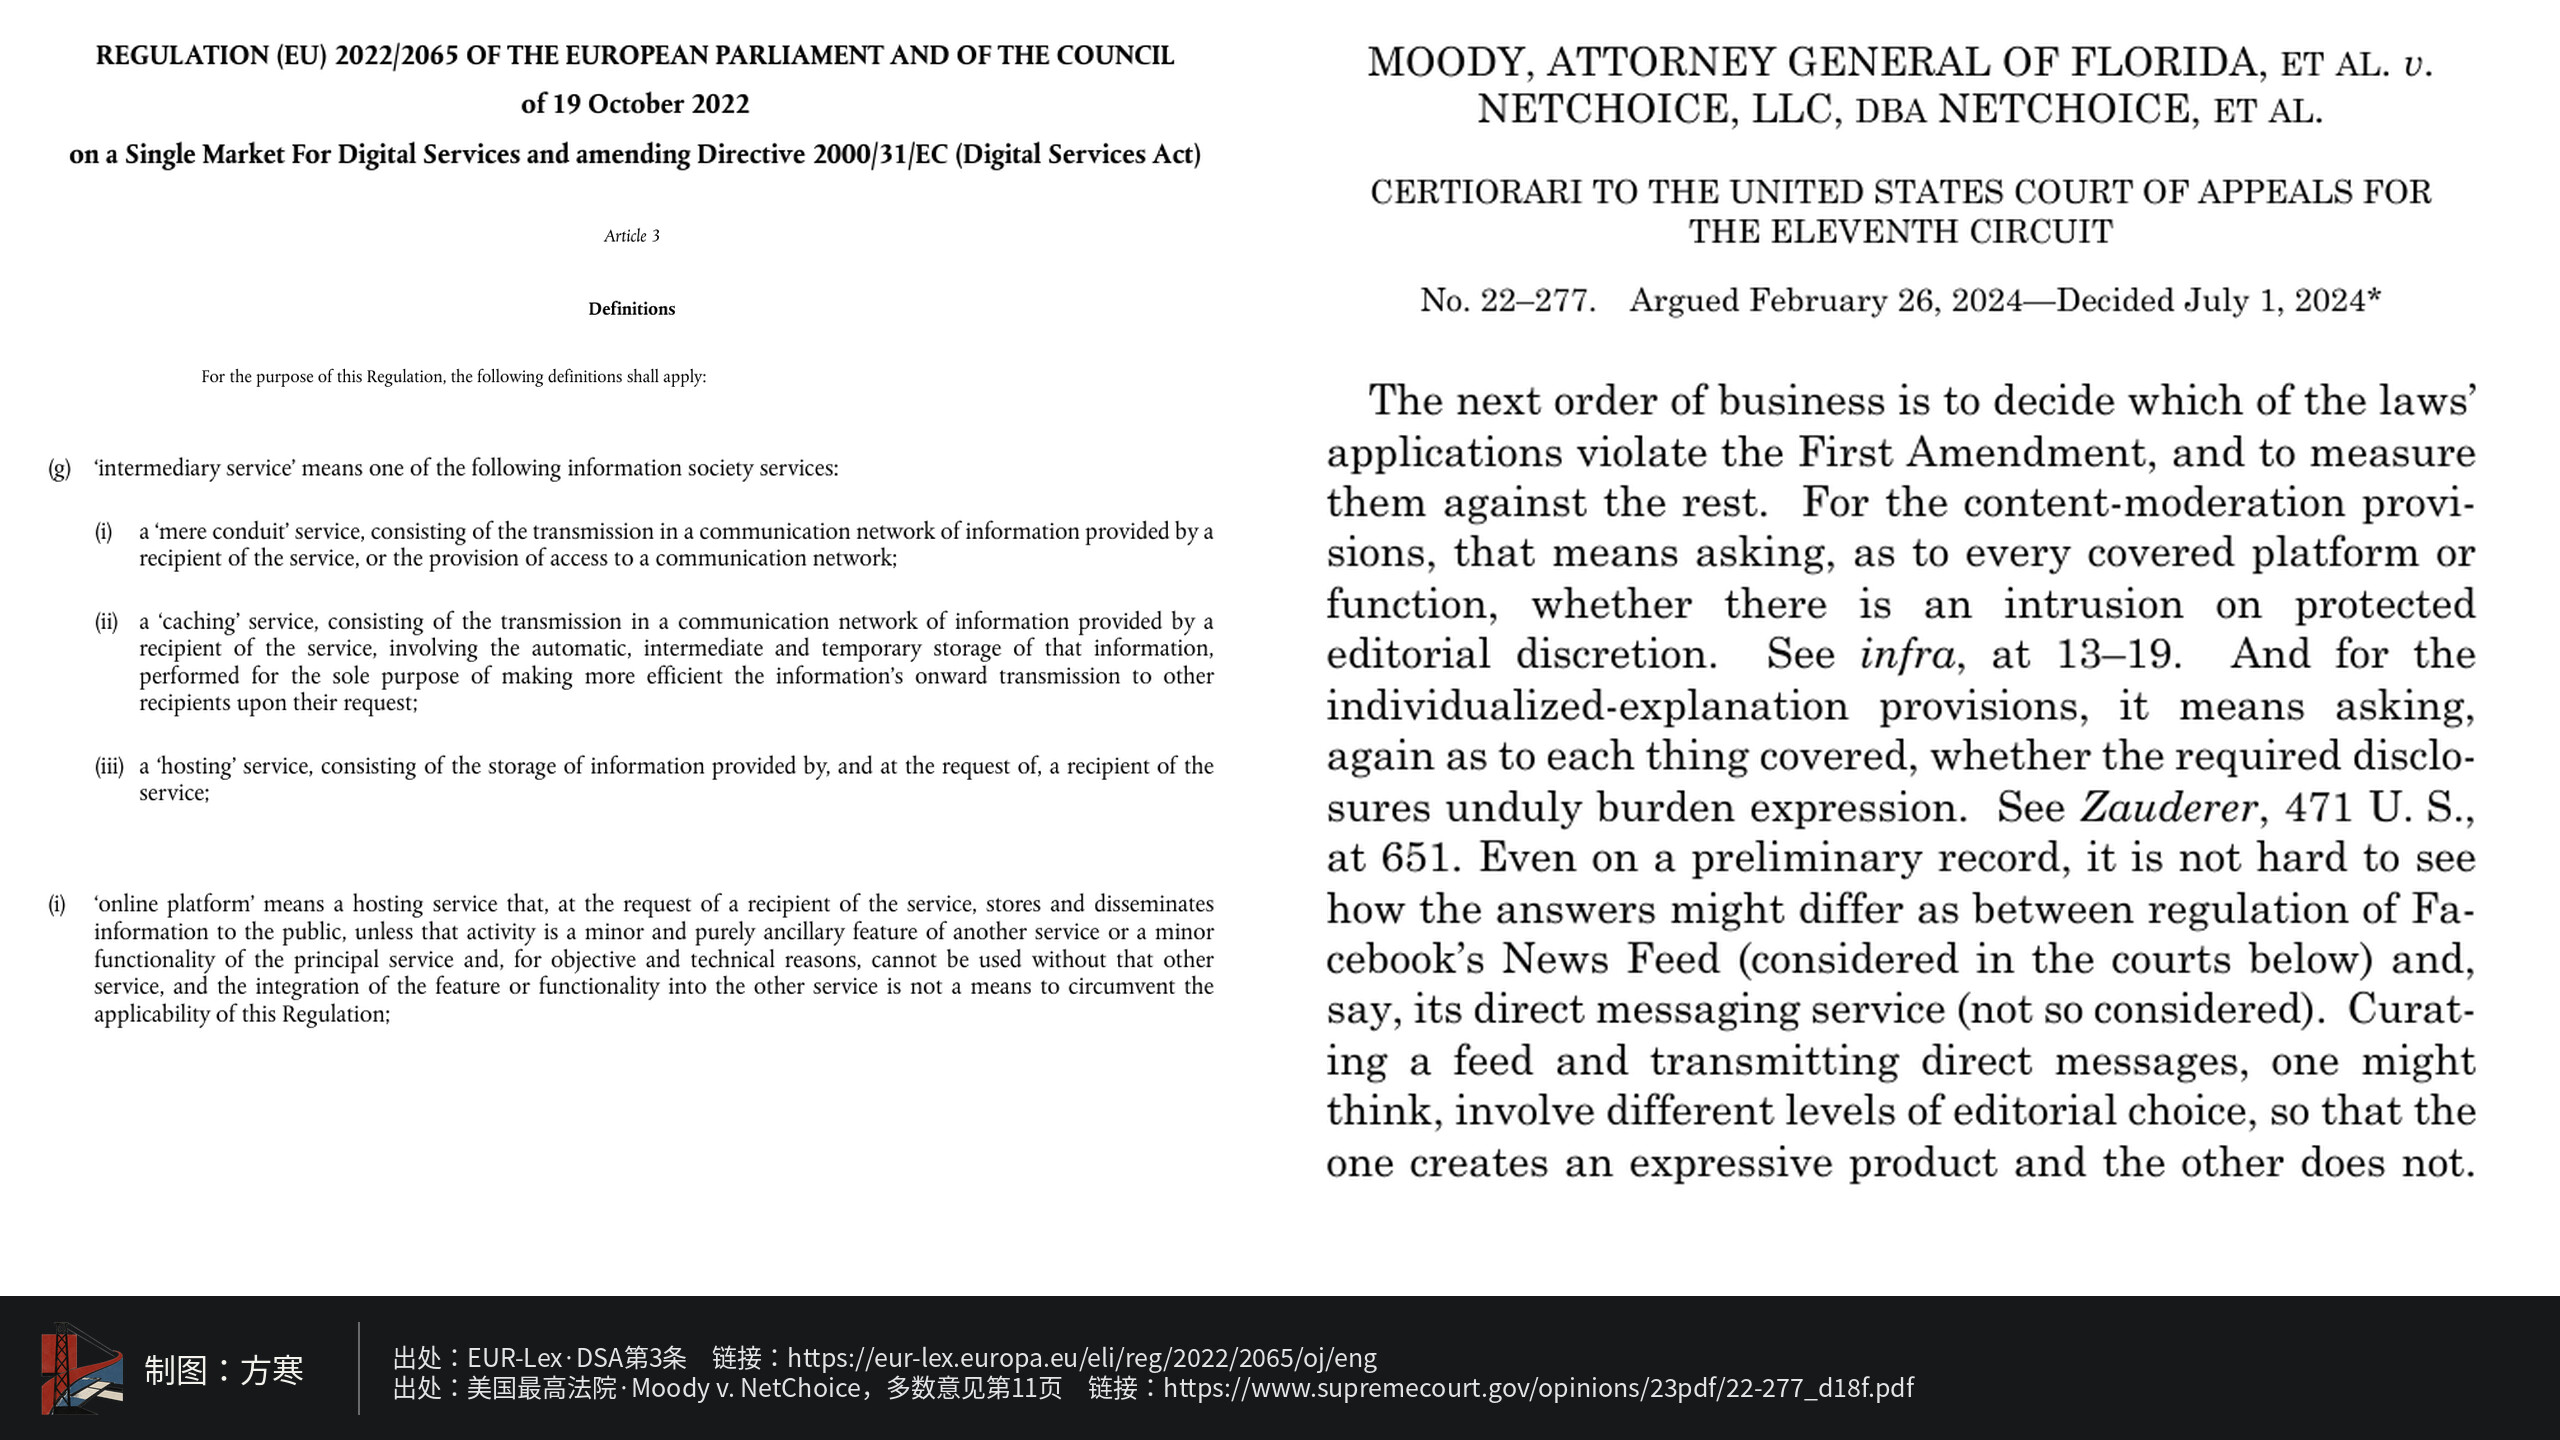 REGULATION (EU) 2022/2065 OF THE EUROPEAN PARLIAMENT AND OF THE COUNCIL
of 19 October 2022
on a Single Market For Digital Services and amending Directive 2000/31/EC (Digital Services Act)
Article 3
Definitions
For the purpose of this Regulation, the following definitions shall apply:
(g) ‘intermediary service’ means one of the following information society services:
(i) a ‘mere conduit’ service, consisting of the transmission in a communication network of information provided by a
recipient of the service, or the provision of access to a communication network;
(ii) a ‘caching’ service, consisting of the transmission in a communication network of information provided by a
recipient of the service, involving the automatic, intermediate and temporary storage of that information,
performed for the sole purpose of making more efficient the information’s onward transmission to other
recipients upon their request;
(iii) a ‘hosting’ service, consisting of the storage of information provided by, and at the request of, a recipient of the
service;
(i) ‘online platform’ means a hosting service that, at the request of a recipient of the service, stores and disseminates
information to the public, unless that activity is a minor and purely ancillary feature of another service or a minor
functionality of the principal service and, for objective and technical reasons, cannot be used without that other
service, and the integration of the feature or functionality into the other service is not a means to circumvent the
applicability of this Regulation;
MOODY, ATTORNEY GENERAL OF FLORIDA, ET AL. v.
NETCHOICE, LLC, DBA NETCHOICE, ET AL.
CERTIORARI TO THE UNITED STATES COURT OF APPEALS FOR
THE ELEVENTH CIRCUIT
No. 22–277. Argued February 26, 2024—Decided July 1, 2024*
The next order of business is to decide which of the laws’
applications violate the First Amendment, and to measure
them against the rest. For the content-moderation provi-
sions, that means asking, as to every covered platform or
function, whether there is an intrusion on protected
editorial discretion. See infra, at 13–19. And for the
individualized-explanation provisions, it means asking,
again as to each thing covered, whether the required disclo-
sures unduly burden expression. See Zauderer, 471 U. S.,
at 651. Even on a preliminary record, it is not hard to see
how the answers might differ as between regulation of Fa-
cebook’s News Feed (considered in the courts below) and,
say, its direct messaging service (not so considered). Curat-
ing a feed and transmitting direct messages, one might
think, involve different levels of editorial choice, so that the
one creates an expressive product and the other does not.
制图：方寒
出处：EUR-Lex·DSA第3条 链接：https://eur-lex.europa.eu/eli/reg/2022/2065/oj/eng
出处：美国最高法院·Moody v. NetChoice，多数意见第11页 链接：https://www.supremecourt.gov/opinions/23pdf/22-277_d18f.pdf